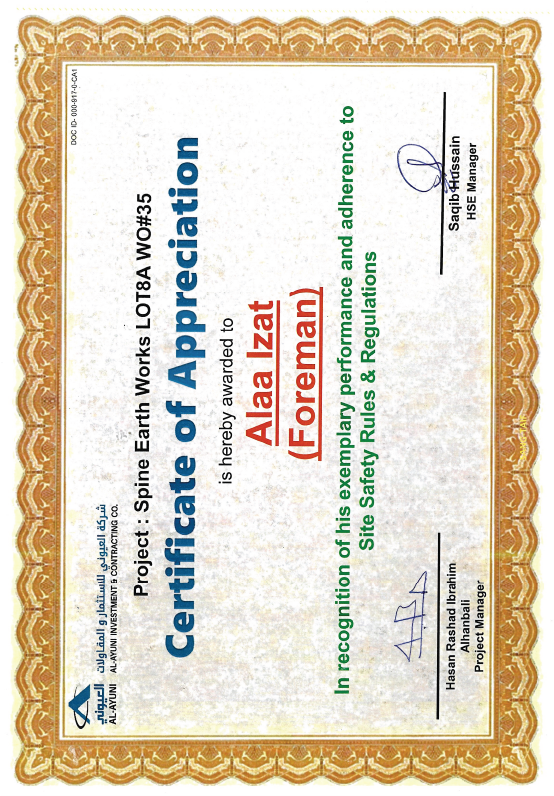 العيوني
AL-AYUNI
شركة العيوني للاستثمار و المقاولات
AL-AYUNI INVESTMENT & CONTRACTING CO.
DOC ID- 000-917-0-CA1
Project : Spine Earth Works LOT8A WO#35
Certificate of Appreciation
is hereby awarded to
Alaa Izat
(Foreman)
In recognition of his exemplary performance and adherence to
Site Safety Rules & Regulations
Hasan Rashad Ibrahim
Alhanbali
Project Manager
Saqib Hussain
HSE Manager